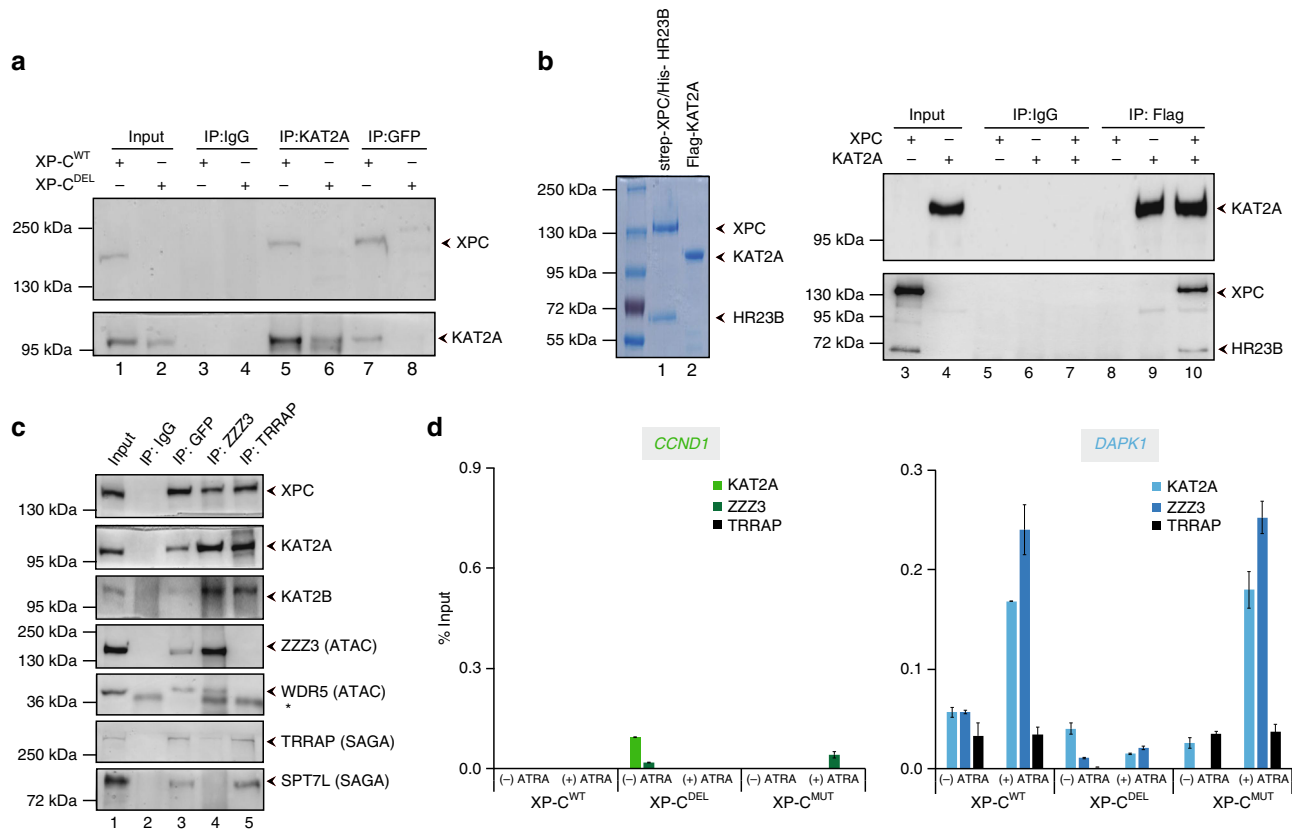 a
Input IP:IgG IP:KAT2A IP:GFP
XP-C^WT + – + – + – + –
XP-C^DEL – + – + – + – +
250 kDa
130 kDa
XPC
95 kDa
KAT2A
1 2 3 4 5 6 7 8
b
strep-XPC/His- HR23B
Flag-KAT2A
250 kDa
130 kDa
95 kDa
72 kDa
55 kDa
XPC
KAT2A
HR23B
1 2
Input IP:IgG IP: Flag
XPC + – + – + + – +
KAT2A – + – + + – + +
95 kDa
KAT2A
130 kDa
95 kDa
72 kDa
XPC
HR23B
3 4 5 6 7 8 9 10
c
Input
IP: IgG
IP: GFP
IP: ZZZ3
IP: TRRAP
130 kDa
XPC
95 kDa
KAT2A
95 kDa
KAT2B
250 kDa
130 kDa
ZZZ3 (ATAC)
36 kDa
WDR5 (ATAC)
*
250 kDa
TRRAP (SAGA)
72 kDa
SPT7L (SAGA)
1 2 3 4 5
d
CCND1
% Input
0.9
0.6
0.3
0.0
KAT2A
ZZZ3
TRRAP
(–) ATRA (+) ATRA (–) ATRA (+) ATRA (–) ATRA (+) ATRA
XP-C^WT XP-C^DEL XP-C^MUT
DAPK1
0.3
0.2
0.1
0.0
KAT2A
ZZZ3
TRRAP
(–) ATRA (+) ATRA (–) ATRA (+) ATRA (–) ATRA (+) ATRA
XP-C^WT XP-C^DEL XP-C^MUT